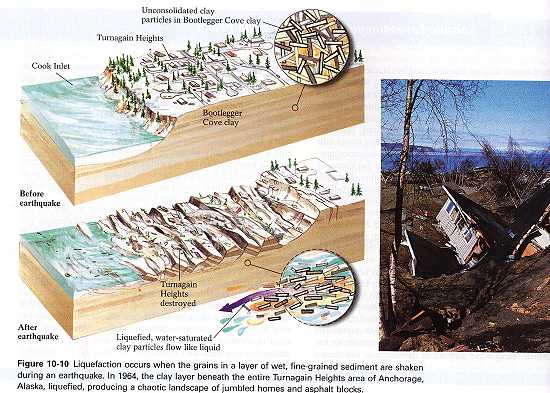 Unconsolidated clay
particles in Bootlegger Cove clay
Turnagain Heights
Cook Inlet
Bootlegger
Cove clay
Before
earthquake
Turnagain
Heights
destroyed
After
earthquake
Liquefied, water-saturated
clay particles flow like liquid
Figure 10-10 Liquefaction occurs when the grains in a layer of wet, fine-grained sediment are shaken
during an earthquake. In 1964, the clay layer beneath the entire Turnagain Heights area of Anchorage,
Alaska, liquefied, producing a chaotic landscape of jumbled homes and asphalt blocks.